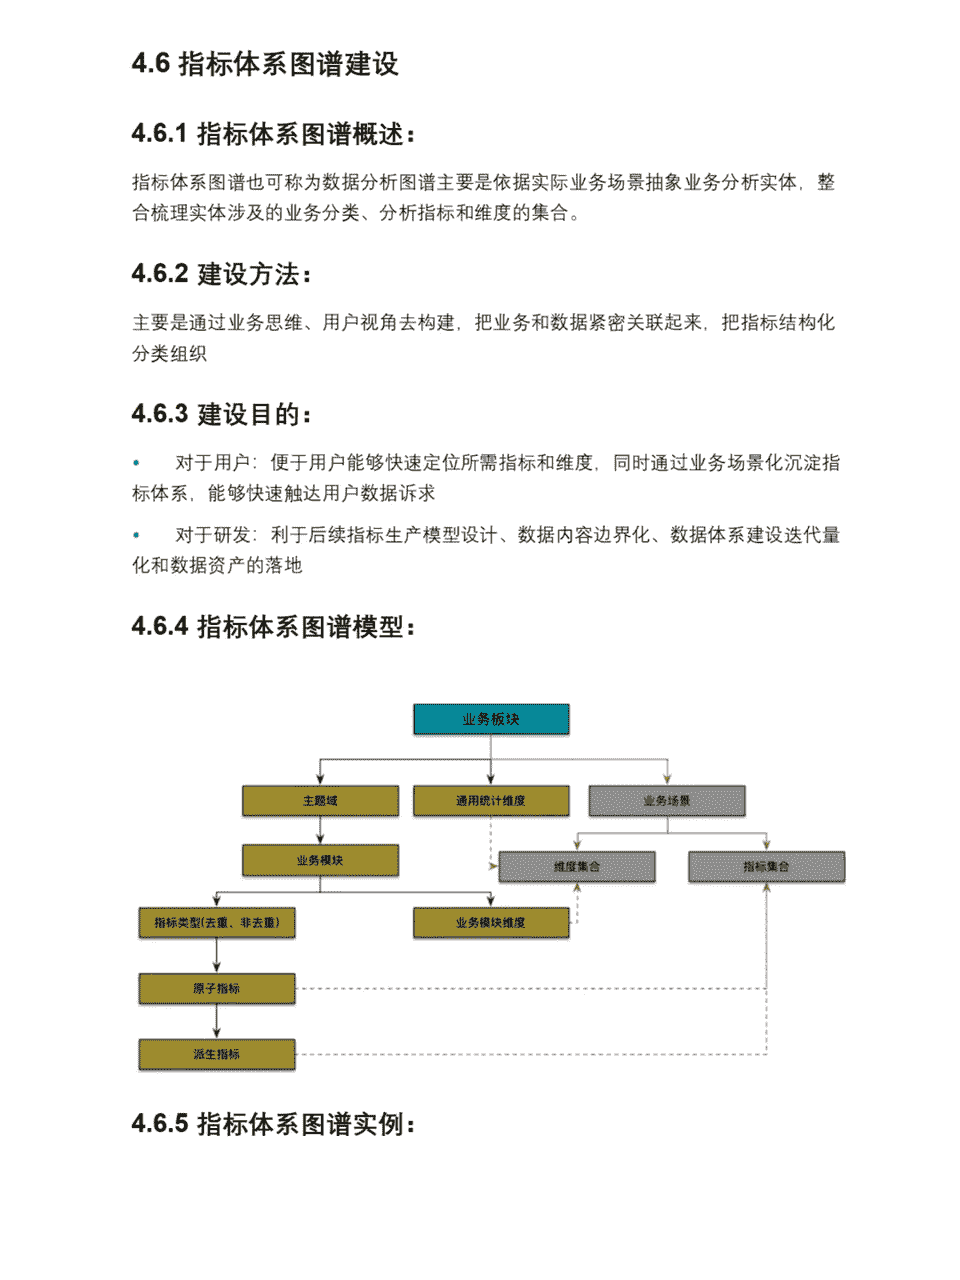 4.6 指标体系图谱建设
4.6.1 指标体系图谱概述：
指标体系图谱也可称为数据分析图谱主要是依据实际业务场景抽象业务分析实体，整
合梳理实体涉及的业务分类、分析指标和维度的集合。
4.6.2 建设方法：
主要是通过业务思维、用户视角去构建，把业务和数据紧密关联起来，把指标结构化
分类组织
4.6.3 建设目的：
• 对于用户：便于用户能够快速定位所需指标和维度，同时通过业务场景化沉淀指
标体系，能够快速触达用户数据诉求
• 对于研发：利于后续指标生产模型设计、数据内容边界化、数据体系建设迭代量
化和数据资产的落地
4.6.4 指标体系图谱模型：
业务板块
主题域
通用统计维度
业务场景
业务模块
维度集合
指标集合
指标类型(去重、非去重)
业务模块维度
原子指标
派生指标
4.6.5 指标体系图谱实例：